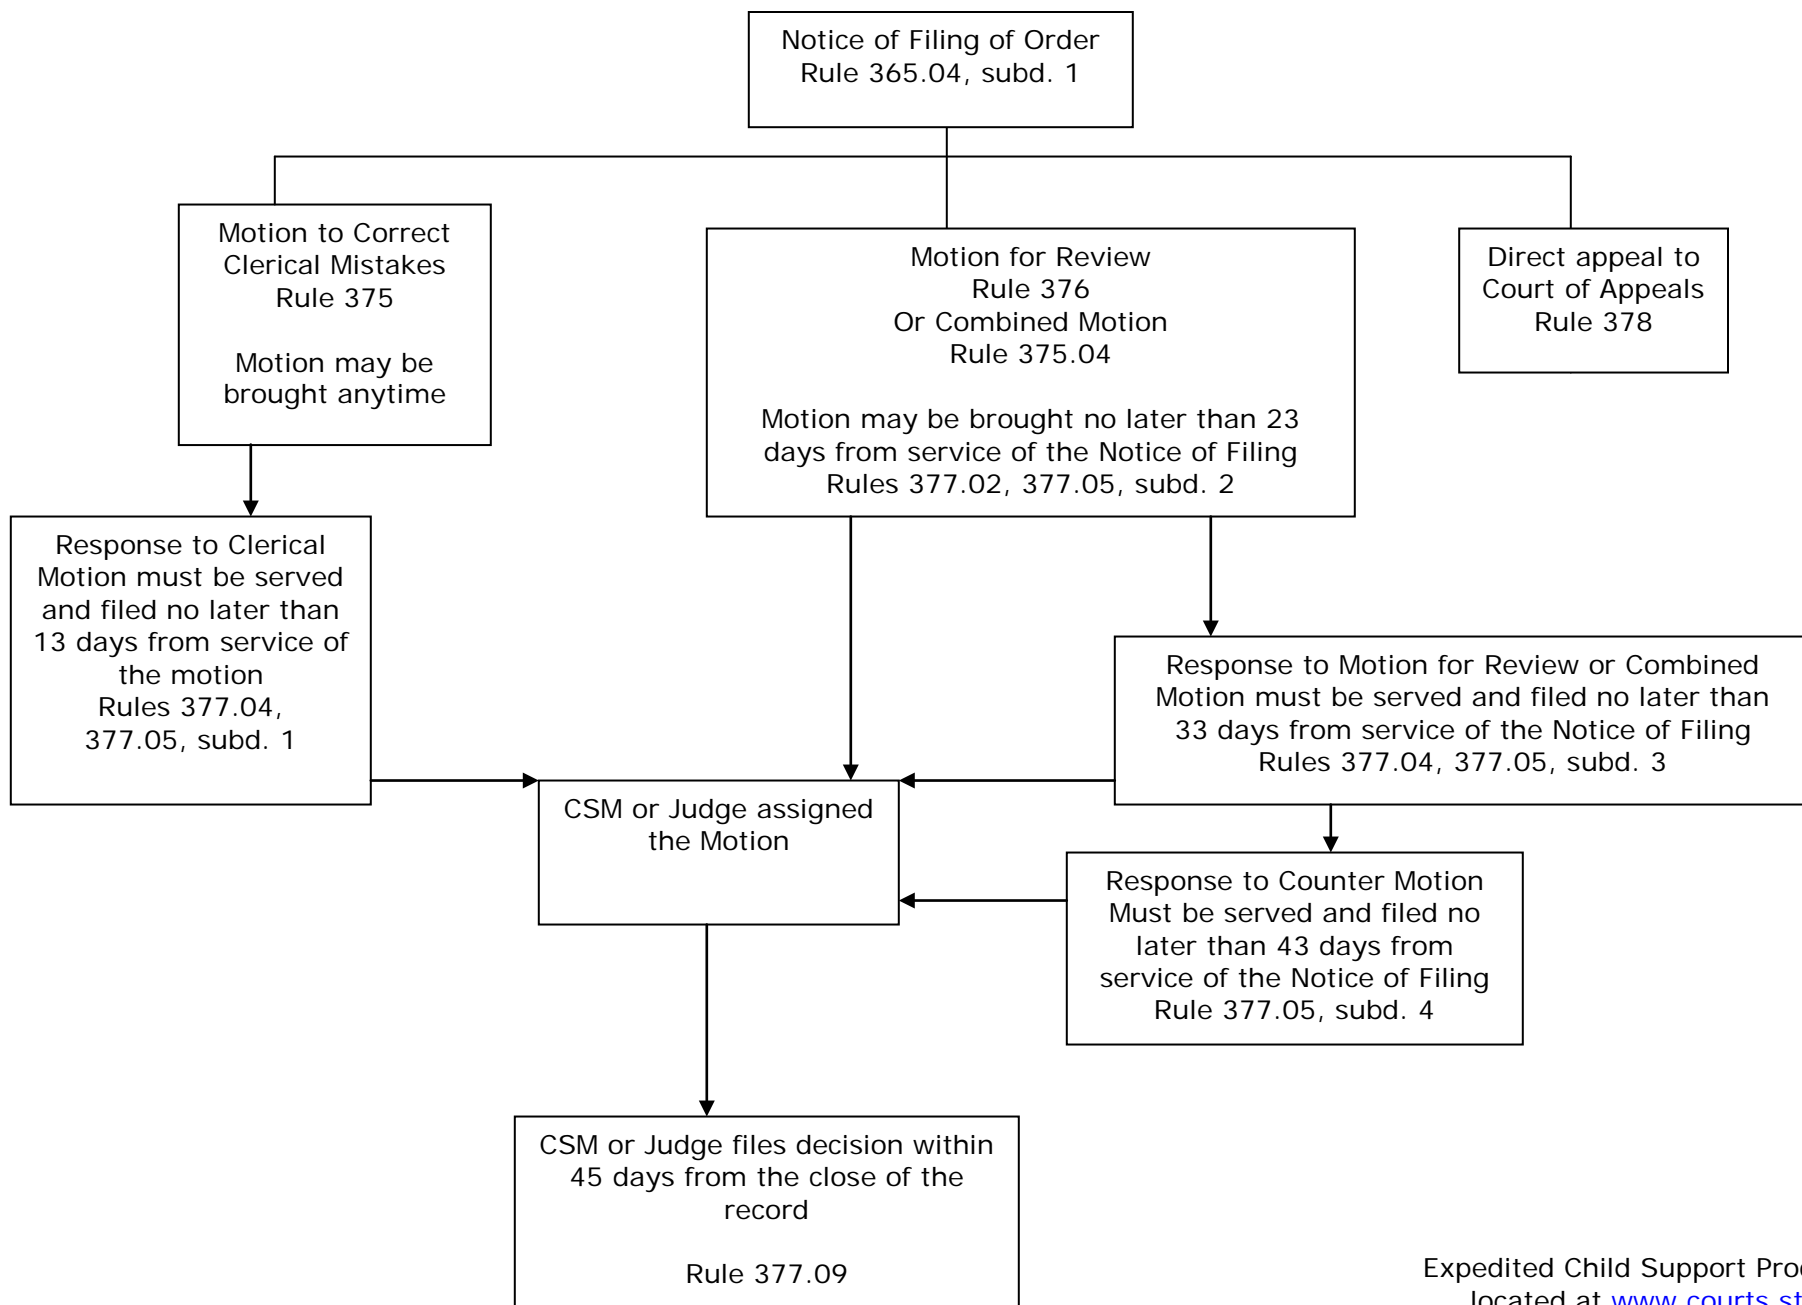 Notice of Filing of Order
Rule 365.04, subd. 1
Motion to Correct
Clerical Mistakes
Rule 375
Motion may be
brought anytime
Motion for Review
Rule 376
Or Combined Motion
Rule 375.04
Motion may be brought no later than 23
days from service of the Notice of Filing
Rules 377.02, 377.05, subd. 2
Direct appeal to
Court of Appeals
Rule 378
Response to Clerical
Motion must be served
and filed no later than
13 days from service of
the motion
Rules 377.04,
377.05, subd. 1
Response to Motion for Review or Combined
Motion must be served and filed no later than
33 days from service of the Notice of Filing
Rules 377.04, 377.05, subd. 3
CSM or Judge assigned
the Motion
Response to Counter Motion
Must be served and filed no
later than 43 days from
service of the Notice of Filing
Rule 377.05, subd. 4
CSM or Judge files decision within
45 days from the close of the
record
Rule 377.09
Expedited Child Support
located at www.courts.st